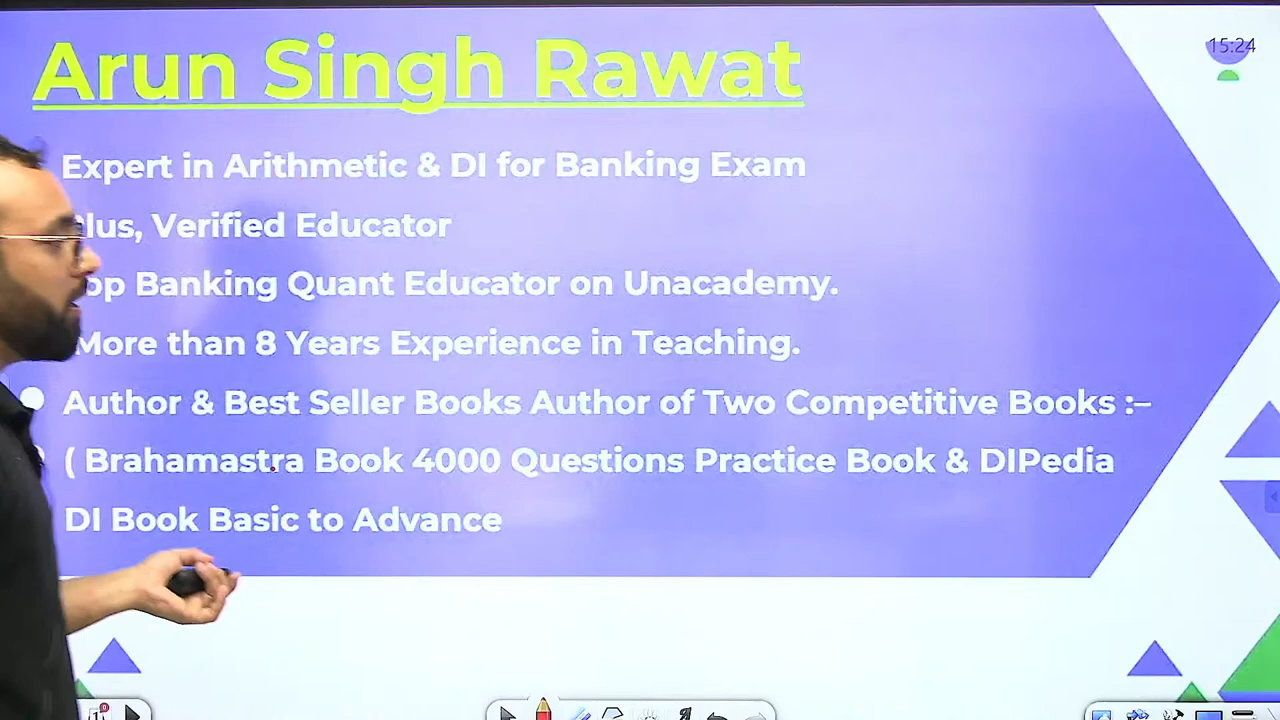 Arun Singh Rawat
15:24
Expert in Arithmetic & DI for Banking Exam
Verified Educator
Banking Quant Educator on Unacademy.
More than 8 Years Experience in Teaching.
Author & Best Seller Books Author of Two Competitive Books :–
( Brahamastra Book 4000 Questions Practice Book & DIPedia
DI Book Basic to Advance